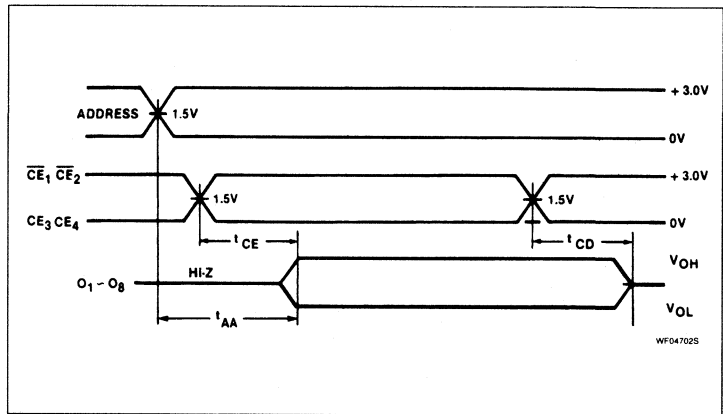 + 3.0V
ADDRESS
1.5V
0V
CE1 CE2
+ 3.0V
1.5V
1.5V
CE3 CE4
0V
tCE
tCD
HI-Z
VOH
O1 – O8
VOL
tAA
WF04702S